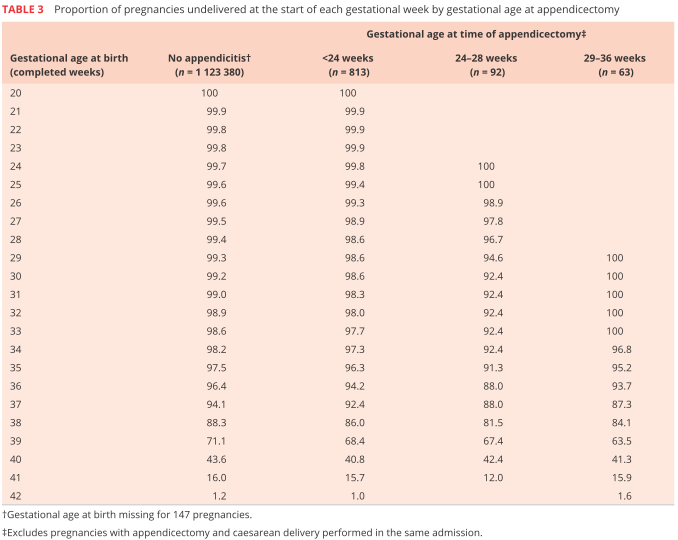 TABLE 3 Proportion of pregnancies undelivered at the start of each gestational week by gestational age at appendicectomy
Gestational age at time of appendicectomy‡
Gestational age at birth No appendicitis† <24 weeks 24–28 weeks 29–36 weeks
(completed weeks) (n = 1 123 380) (n = 813) (n = 92) (n = 63)
20 100 100
21 99.9 99.9
22 99.8 99.9
23 99.8 99.9
24 99.7 99.8 100
25 99.6 99.4 100
26 99.6 99.3 98.9
27 99.5 98.9 97.8
28 99.4 98.6 96.7
29 99.3 98.6 94.6 100
30 99.2 98.6 92.4 100
31 99.0 98.3 92.4 100
32 98.9 98.0 92.4 100
33 98.6 97.7 92.4 100
34 98.2 97.3 92.4 96.8
35 97.5 96.3 91.3 95.2
36 96.4 94.2 88.0 93.7
37 94.1 92.4 88.0 87.3
38 88.3 86.0 81.5 84.1
39 71.1 68.4 67.4 63.5
40 43.6 40.8 42.4 41.3
41 16.0 15.7 12.0 15.9
42 1.2 1.0 1.6
†Gestational age at birth missing for 147 pregnancies.
‡Excludes pregnancies with appendicectomy and caesarean delivery performed in the same admission.